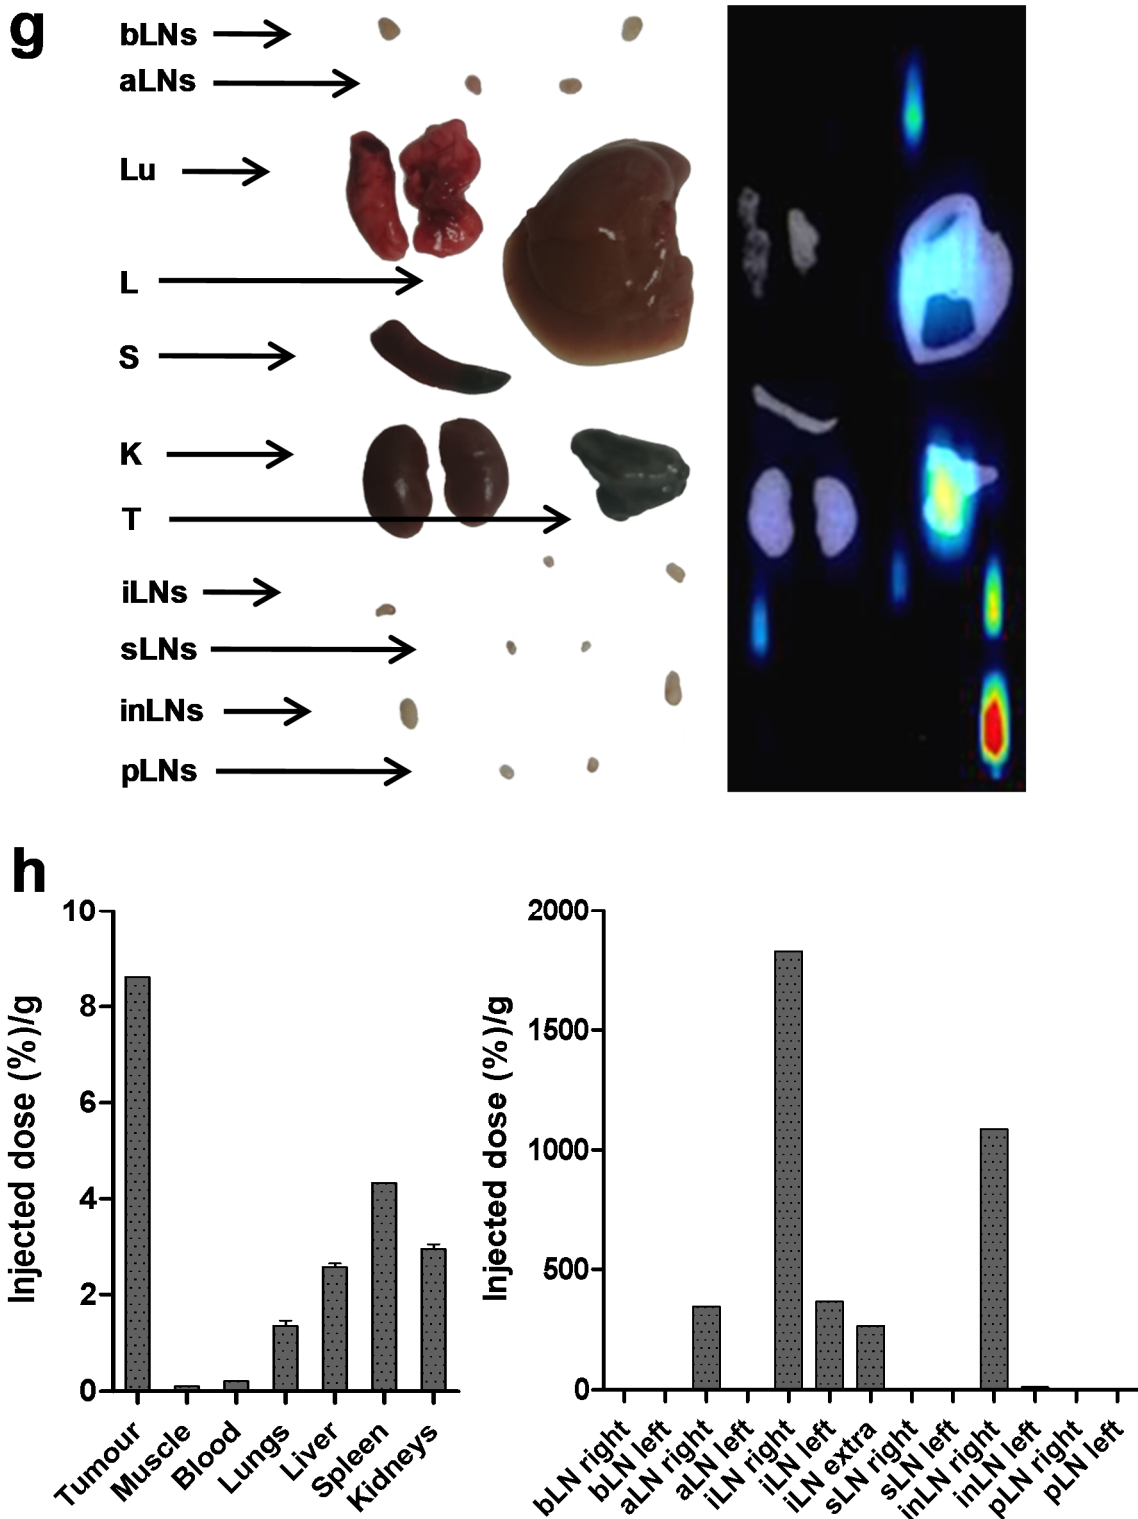 g
bLNs
aLNs
Lu
L
S
K
T
iLNs
sLNs
inLNs
pLNs
h
Injected dose (%)/g
10
8
6
4
2
0
Tumour
Muscle
Blood
Lungs
Liver
Spleen
Kidneys
Injected dose (%)/g
2000
1500
1000
500
0
bLN right
bLN left
aLN right
aLN left
iLN right
iLN left
iLN extra
sLN right
sLN left
inLN right
inLN left
pLN right
pLN left